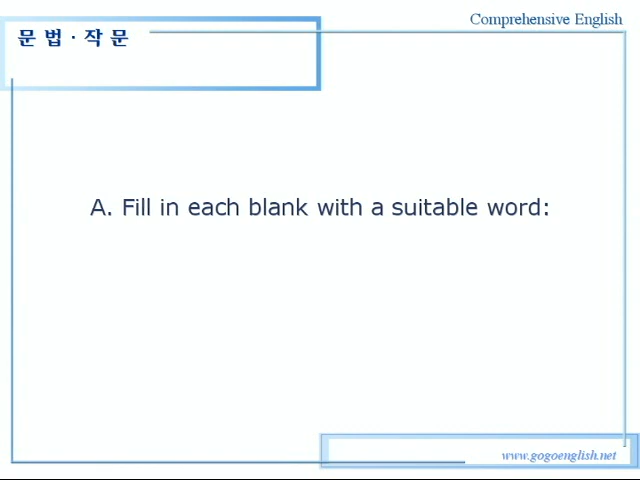 Comprehensive English
문 법 · 작 문
A. Fill in each blank with a suitable word:
www.gogoenglish.net